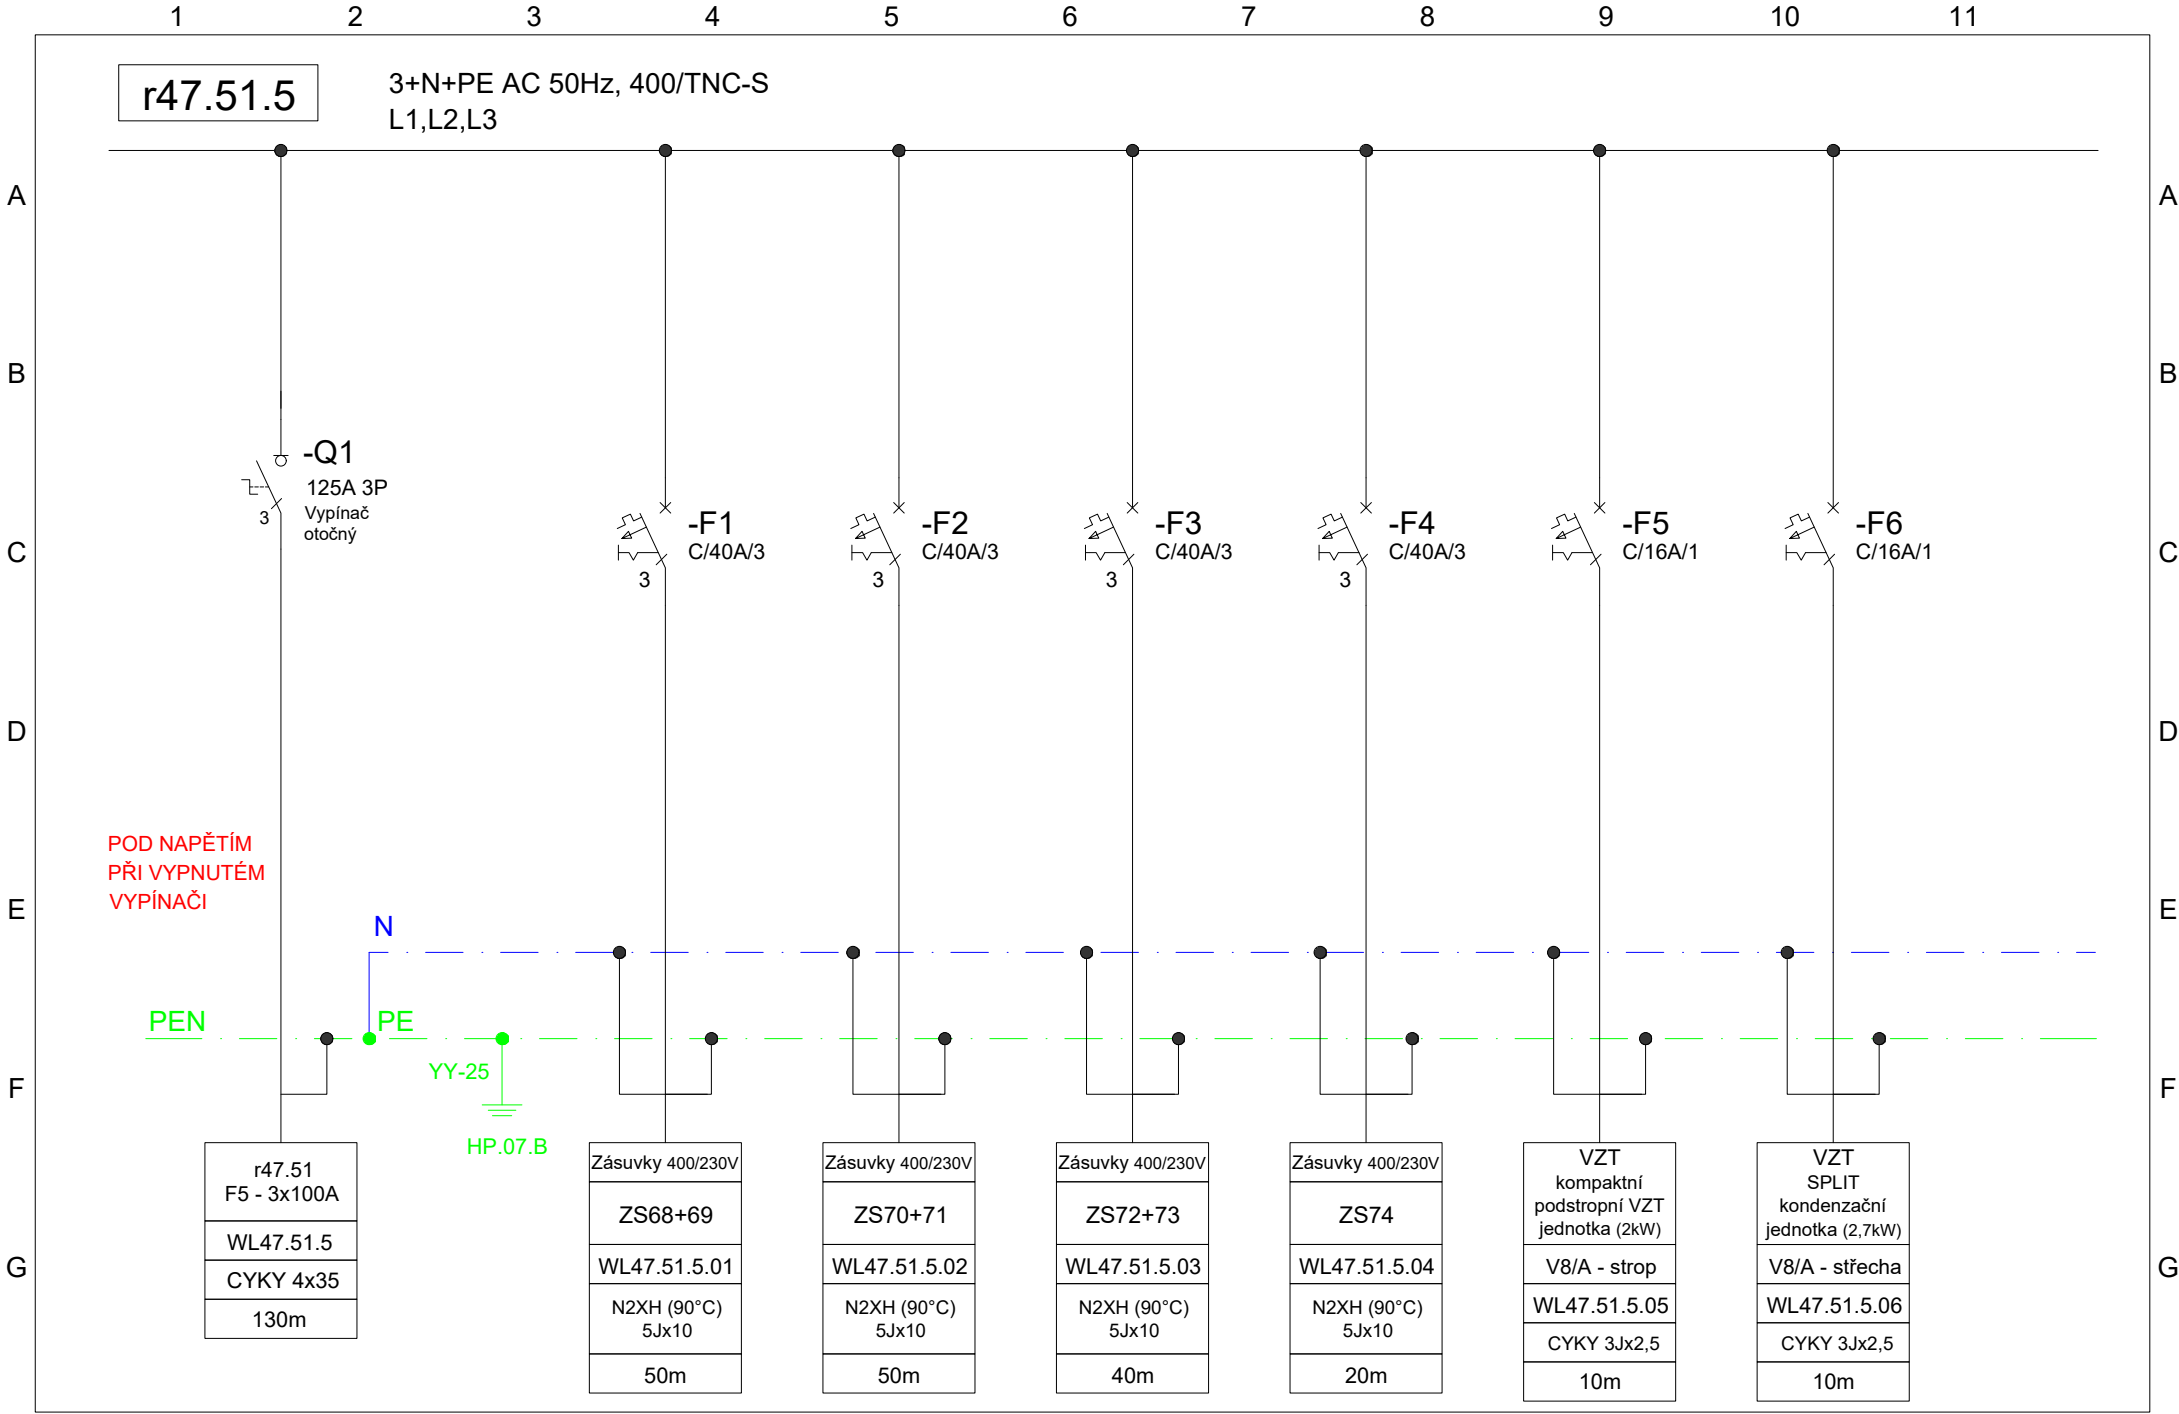 1 2 3 4 5 6 7 8 9 10 11
r47.51.5
3+N+PE AC 50Hz, 400/TNC-S
L1,L2,L3
A A
B B
-Q1
125A 3P
Vypínač
otočný
3
-F1
C/40A/3
3
-F2
C/40A/3
3
-F3
C/40A/3
3
-F4
C/40A/3
3
-F5
C/16A/1
-F6
C/16A/1
C C
D D
POD NAPĚTÍM
PŘI VYPNUTÉM
VYPÍNAČI
E E
N
PEN
PE
YY-25
HP.07.B
F F
r47.51
F5 - 3x100A
WL47.51.5
CYKY 4x35
130m
Zásuvky 400/230V
ZS68+69
WL47.51.5.01
N2XH (90°C)
5Jx10
50m
Zásuvky 400/230V
ZS70+71
WL47.51.5.02
N2XH (90°C)
5Jx10
50m
Zásuvky 400/230V
ZS72+73
WL47.51.5.03
N2XH (90°C)
5Jx10
40m
Zásuvky 400/230V
ZS74
WL47.51.5.04
N2XH (90°C)
5Jx10
20m
VZT
kompaktní
podstropní VZT
jednotka (2kW)
V8/A - strop
WL47.51.5.05
CYKY 3Jx2,5
10m
VZT
SPLIT
kondenzační
jednotka (2,7kW)
V8/A - střecha
WL47.51.5.06
CYKY 3Jx2,5
10m
G G